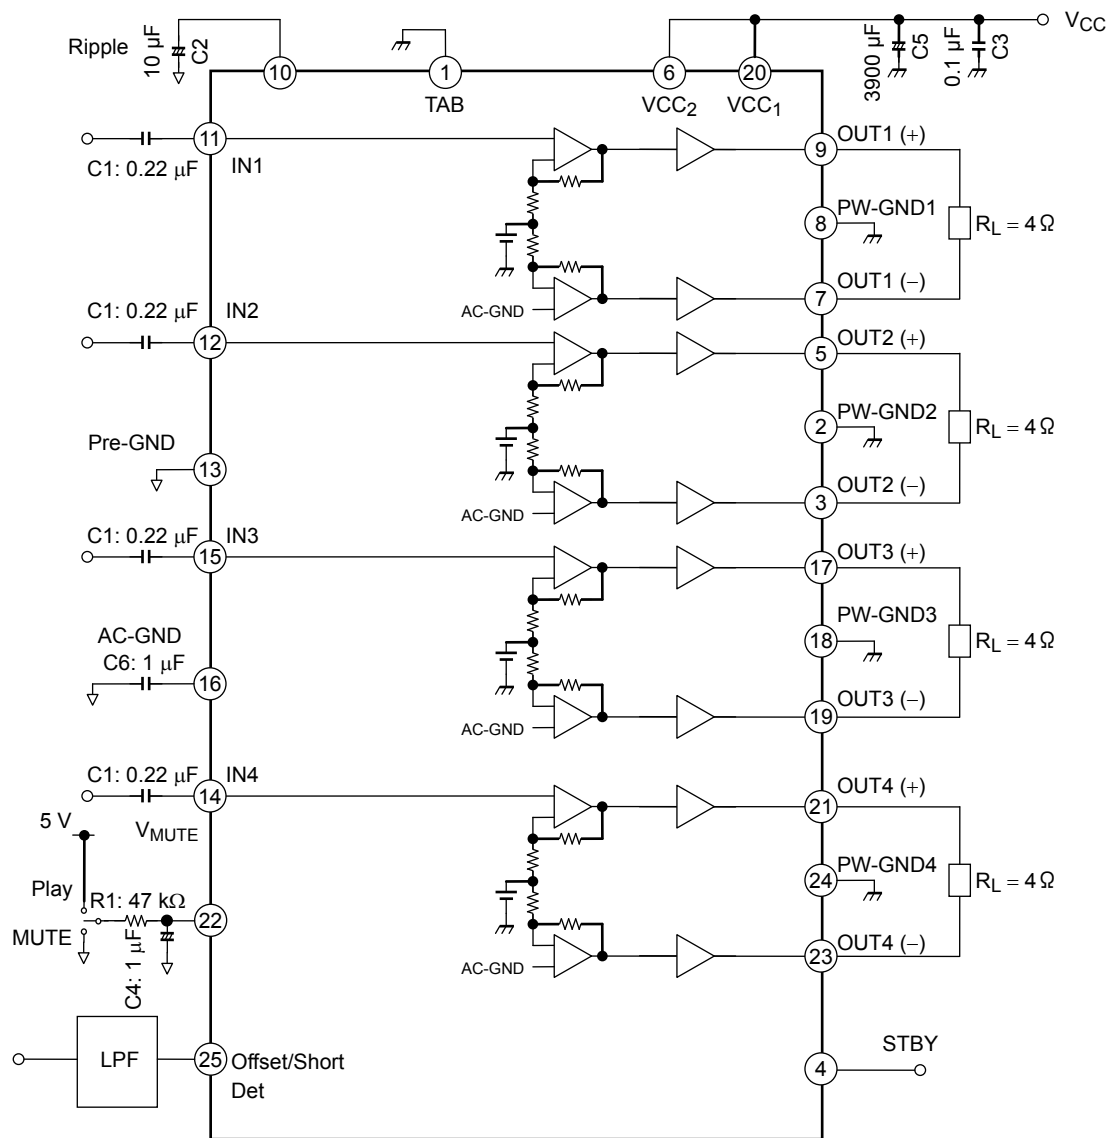 Ripple
10 µF
C2
10
1
TAB
6
VCC2
20
VCC1
3900 µF
C5
0.1 µF
C3
VCC
11
IN1
C1: 0.22 µF
9
OUT1 (+)
8
PW-GND1
RL = 4 Ω
7
OUT1 (−)
AC-GND
C1: 0.22 µF
IN2
12
5
OUT2 (+)
2
PW-GND2
RL = 4 Ω
3
OUT2 (−)
AC-GND
Pre-GND
13
C1: 0.22 µF
IN3
15
17
OUT3 (+)
18
PW-GND3
RL = 4 Ω
19
OUT3 (−)
AC-GND
AC-GND
C6: 1 µF
16
C1: 0.22 µF
IN4
14
21
OUT4 (+)
24
PW-GND4
RL = 4 Ω
23
OUT4 (−)
AC-GND
5 V
VMUTE
Play
R1: 47 kΩ
22
MUTE
C4: 1 µF
LPF
25
Offset/Short
Det
4
STBY